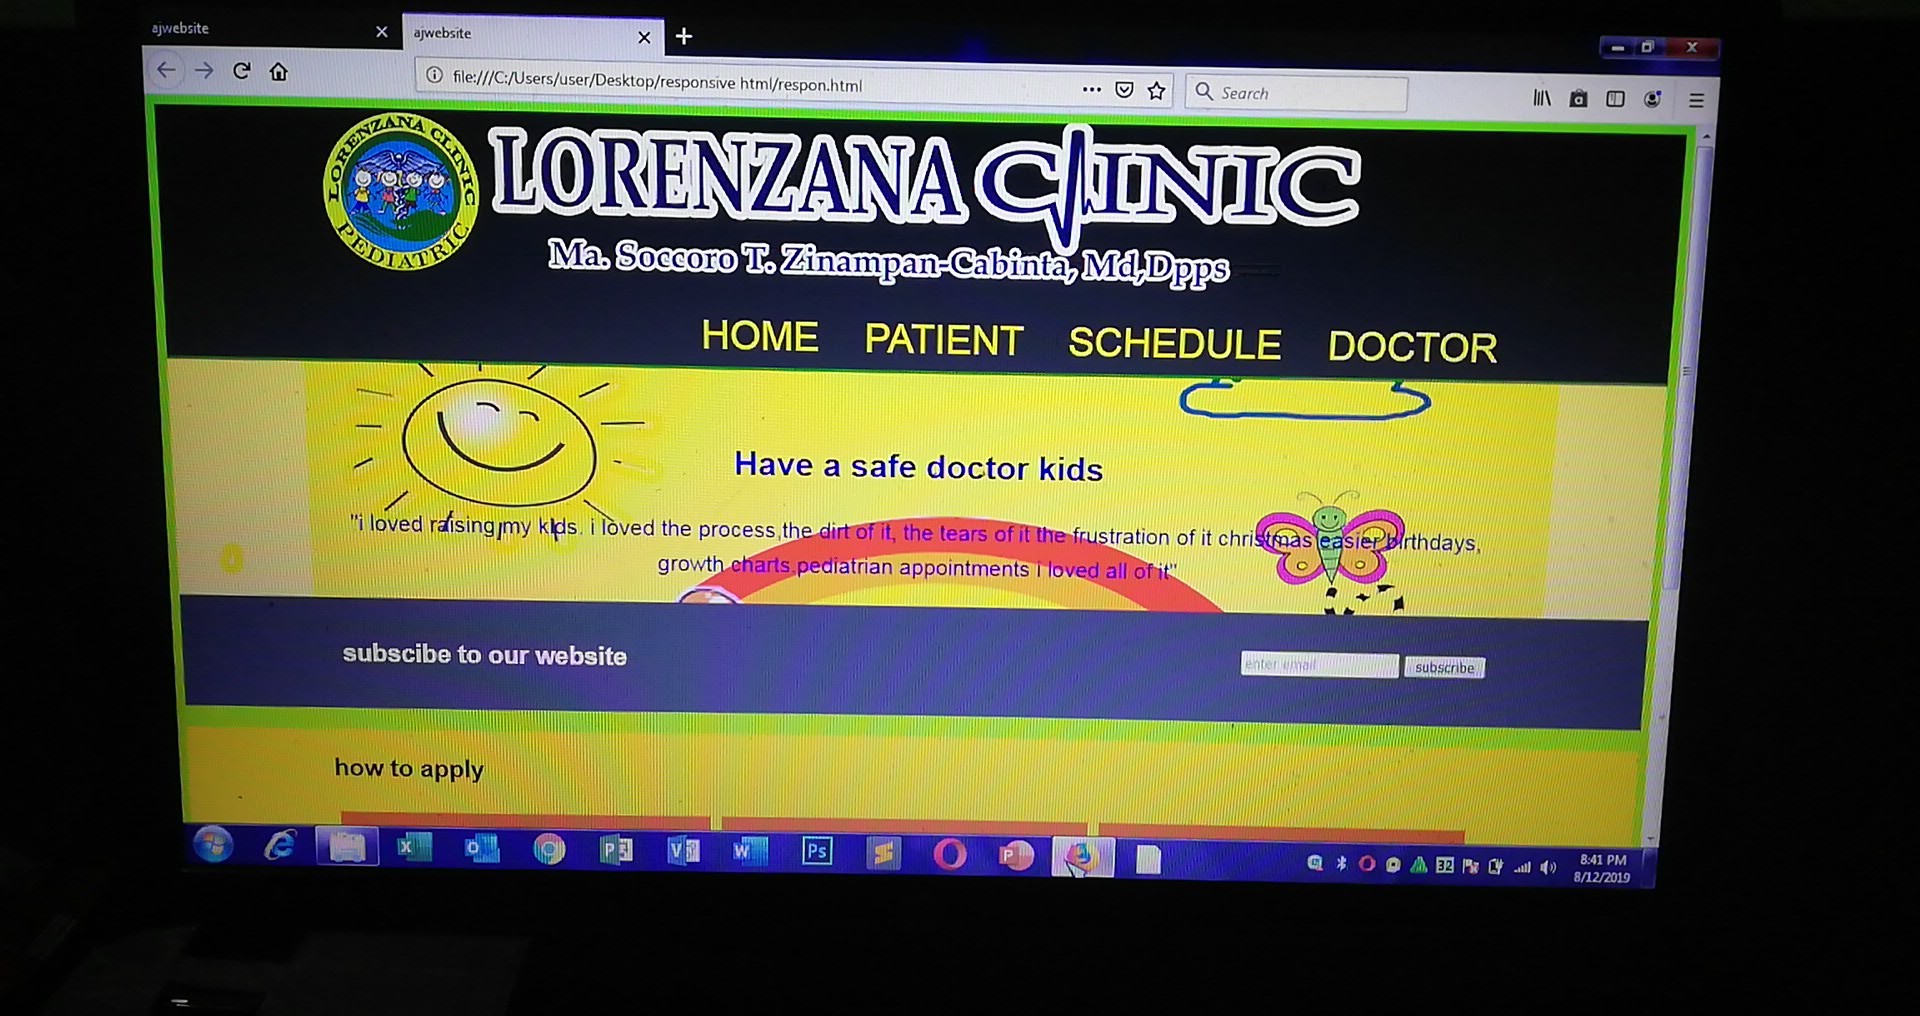 ajwebsite
ajwebsite
file:///C:/Users/user/Desktop/responsive html/respon.html
Search
LORENZANA CLINIC
PEDIATRIC
LORENZANA CLINIC
Ma. Soccoro T. Zinampan-Cabinta, Md,Dpps
HOME PATIENT SCHEDULE DOCTOR
Have a safe doctor kids
"i loved raising my kids. i loved the process,the dirt of it, the tears of it the frustration of it christmas easier birthdays,
growth charts.pediatrian appointments i loved all of it"
subscibe to our website
enter email
subscribe
how to apply
Ps
32
8:41 PM
8/12/2019